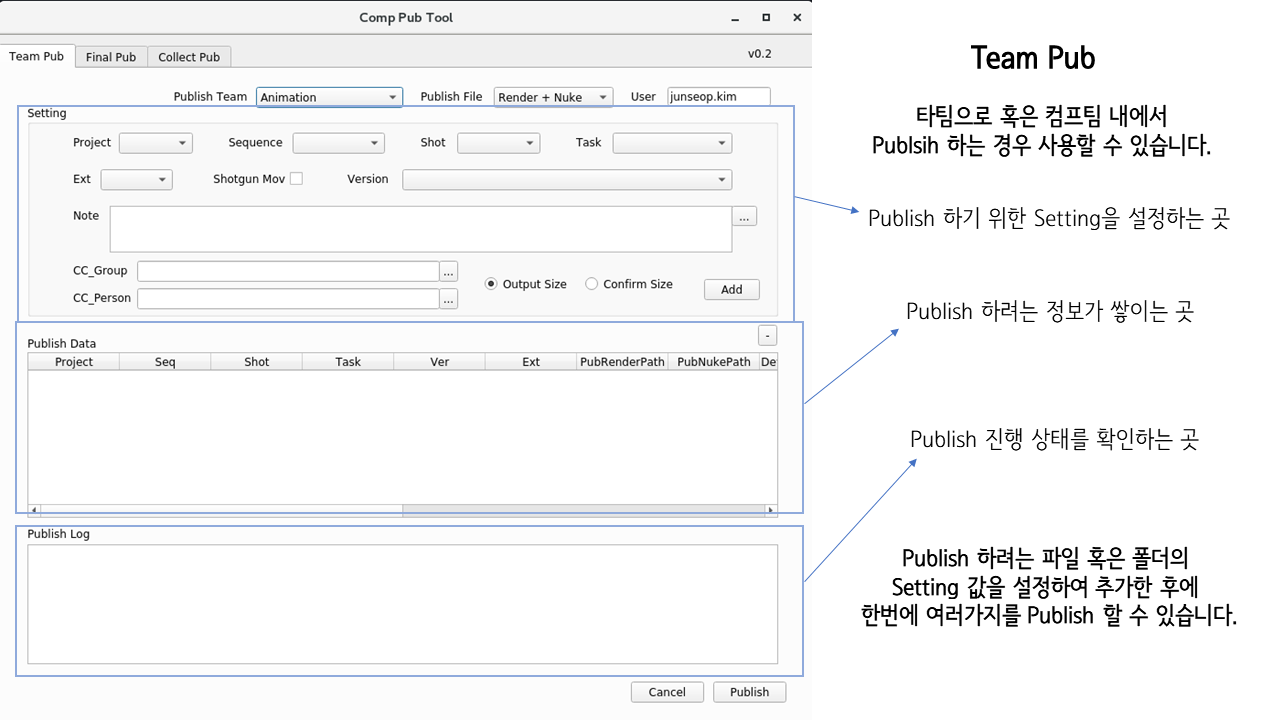 Comp Pub Tool
Team Pub Final Pub Collect Pub v0.2
Publish Team Animation Publish File Render + Nuke User junseop.kim
Setting
Project Sequence Shot Task
Ext Shotgun Mov Version
Note ...
CC_Group ...
Output Size Confirm Size Add
CC_Person ...
-
Publish Data
Project Seq Shot Task Ver Ext PubRenderPath PubNukePath De
Publish Log
Cancel Publish
Team Pub
타팀으로 혹은 컴프팀 내에서
Publsih 하는 경우 사용할 수 있습니다.
Publish 하기 위한 Setting을 설정하는 곳
Publish 하려는 정보가 쌓이는 곳
Publish 진행 상태를 확인하는 곳
Publish 하려는 파일 혹은 폴더의
Setting 값을 설정하여 추가한 후에
한번에 여러가지를 Publish 할 수 있습니다.